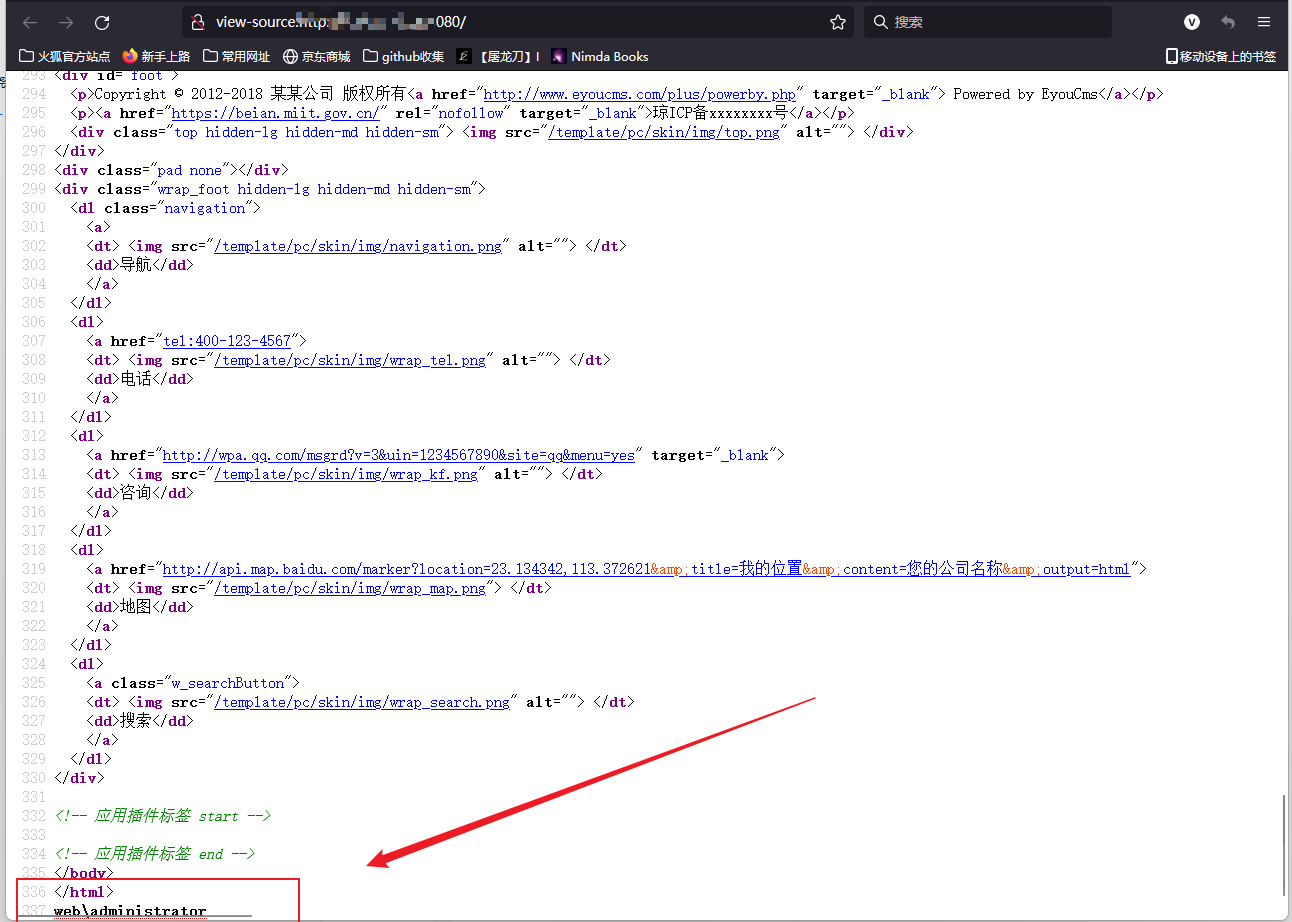 view-source:http: 080/
搜索
火狐官方站点 新手上路 常用网址 京东商城 github收集 【屠龙刀】I Nimda Books 移动设备上的书签
293 <div id="foot">
294 <p>Copyright © 2012-2018 某某公司 版权所有<a href="http://www.eyoucms.com/plus/powerby.php" target="_blank"> Powered by EyouCms</a></p>
295 <p><a href="https://beian.miit.gov.cn/" rel="nofollow" target="_blank">琼ICP备xxxxxxxx号</a></p>
296 <div class="top hidden-lg hidden-md hidden-sm"> <img src="/template/pc/skin/img/top.png" alt=""> </div>
297 </div>
298 <div class="pad none"></div>
299 <div class="wrap_foot hidden-lg hidden-md hidden-sm">
300 <dl class="navigation">
301 <a>
302 <dt> <img src="/template/pc/skin/img/navigation.png" alt=""> </dt>
303 <dd>导航</dd>
304 </a>
305 </dl>
306 <dl>
307 <a href="tel:400-123-4567">
308 <dt> <img src="/template/pc/skin/img/wrap_tel.png" alt=""> </dt>
309 <dd>电话</dd>
310 </a>
311 </dl>
312 <dl>
313 <a href="http://wpa.qq.com/msgrd?v=3&uin=1234567890&site=qq&menu=yes" target="_blank">
314 <dt> <img src="/template/pc/skin/img/wrap_kf.png" alt=""> </dt>
315 <dd>咨询</dd>
316 </a>
317 </dl>
318 <dl>
319 <a href="http://api.map.baidu.com/marker?location=23.134342,113.372621&amp;title=我的位置&amp;content=您的公司名称&amp;output=html">
320 <dt> <img src="/template/pc/skin/img/wrap_map.png"> </dt>
321 <dd>地图</dd>
322 </a>
323 </dl>
324 <dl>
325 <a class="w_searchButton">
326 <dt> <img src="/template/pc/skin/img/wrap_search.png" alt=""> </dt>
327 <dd>搜索</dd>
328 </a>
329 </dl>
330 </div>
331
332 <!-- 应用插件标签 start -->
333
334 <!-- 应用插件标签 end -->
335 </body>
336 </html>
337 web\administrator